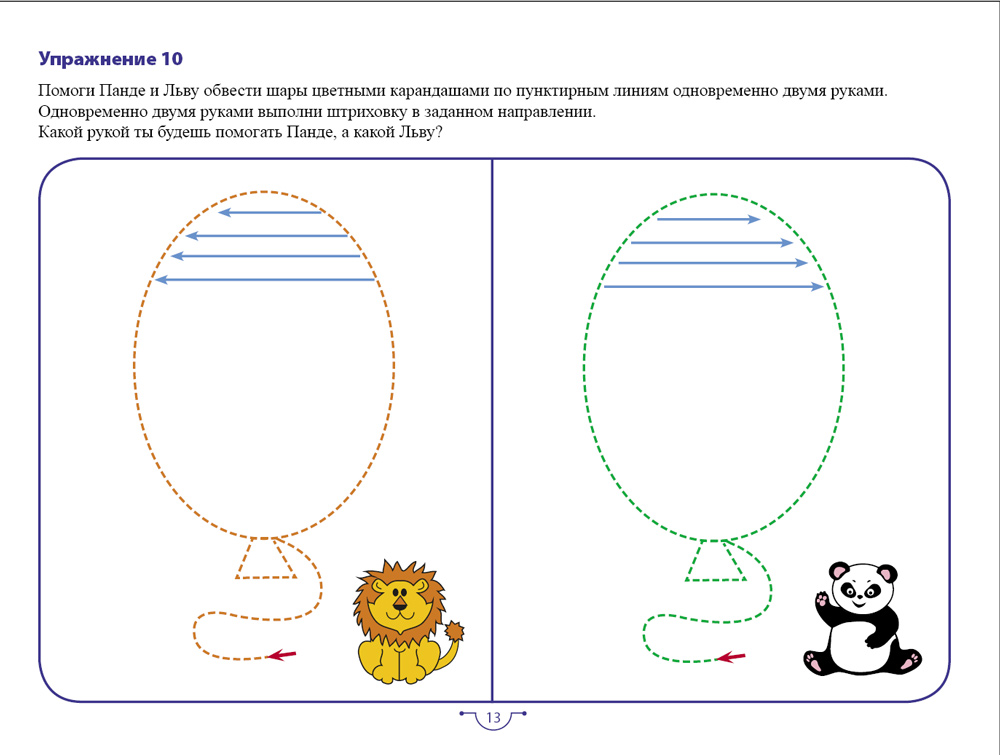 Упражнение 10
Помоги Панде и Льву обвести шары цветными карандашами по пунктирным линиям одновременно двумя руками.
Одновременно двумя руками выполни штриховку в заданном направлении.
Какой рукой ты будешь помогать Панде, а какой Льву?
13